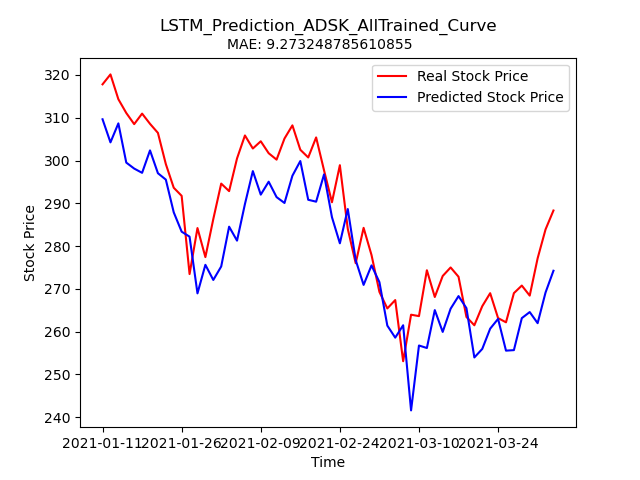 LSTM_Prediction_ADSK_AllTrained_Curve
MAE: 9.273248785610855
Real Stock Price
Predicted Stock Price
320
310
300
290
280
270
260
250
240
Stock Price
2021-01-11 2021-01-26 2021-02-09 2021-02-24 2021-03-10 2021-03-24
Time